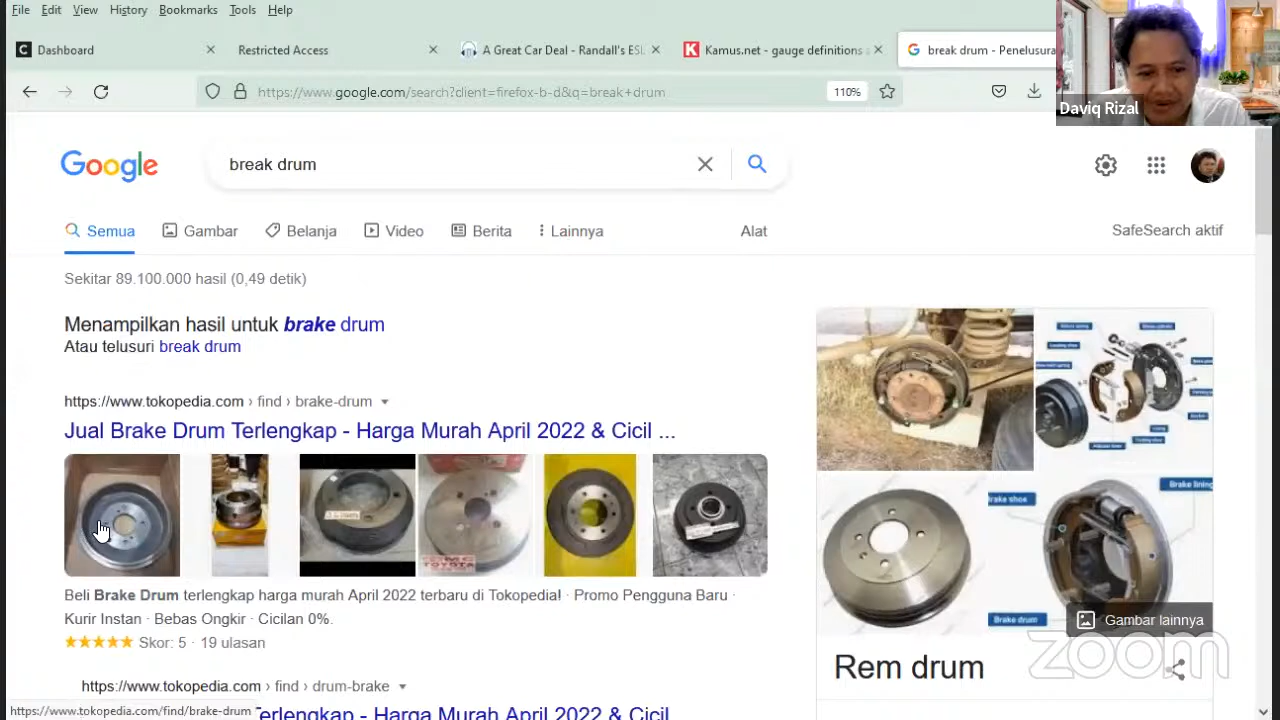 File Edit View History Bookmarks Tools Help
Dashboard
Restricted Access
A Great Car Deal - Randall's ESL
Kamus.net - gauge definitions
break drum - Penelusura
https://www.google.com/search?client=firefox-b-d&q=break+drum
110%
Daviq Rizal
Google
break drum
Semua Gambar Belanja Video Berita Lainnya Alat
SafeSearch aktif
Sekitar 89.100.000 hasil (0,49 detik)
Menampilkan hasil untuk brake drum
Atau telusuri break drum
https://www.tokopedia.com › find › brake-drum
Jual Brake Drum Terlengkap - Harga Murah April 2022 & Cicil ...
Beli Brake Drum terlengkap harga murah April 2022 terbaru di Tokopedia! · Promo Pengguna Baru ·
Kurir Instan · Bebas Ongkir · Cicilan 0%.
Skor: 5 · 19 ulasan
https://www.tokopedia.com › find › drum-brake
Terlengkap - Harga Murah April 2022 & Cicil
https://www.tokopedia.com/find/brake-drum
TOYOTA
Brake lining
Brake shoe
Brake drum
Gambar lainnya
Rem drum
zoom